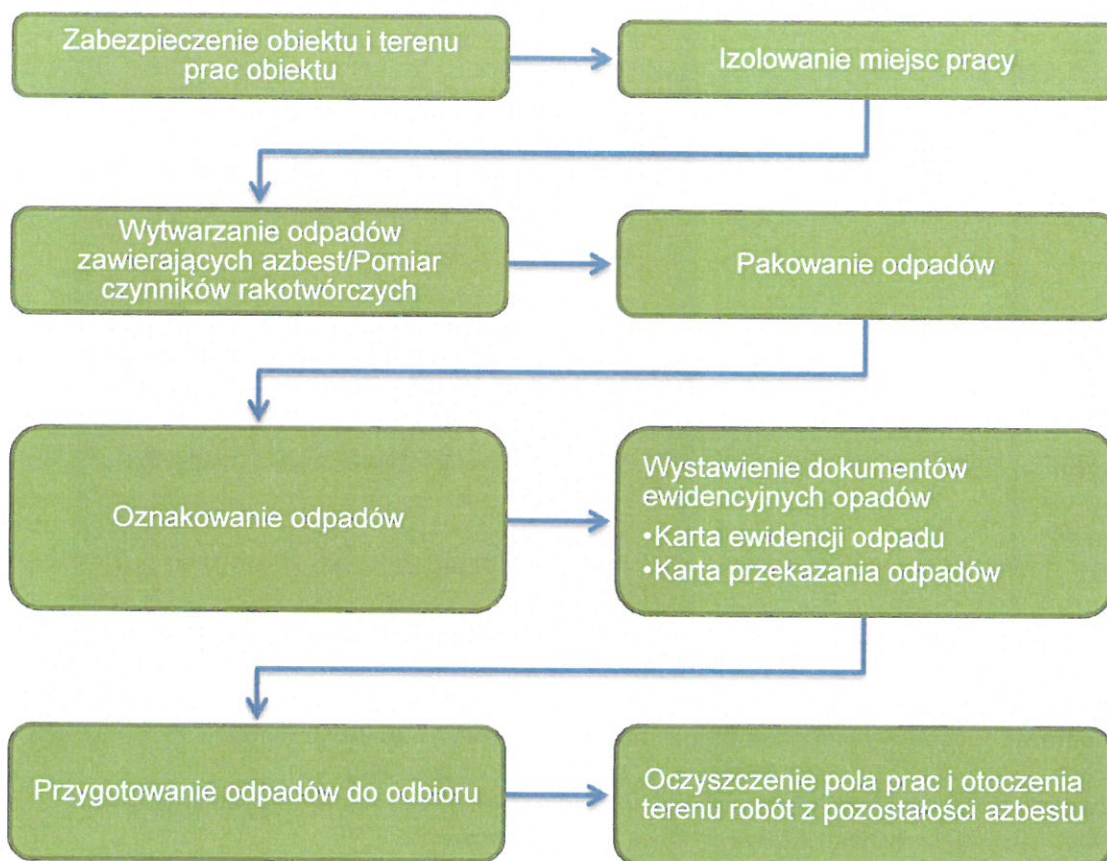 Zabezpieczenie obiektu i terenu
prac obiektu
Izolowanie miejsc pracy
Wytwarzanie odpadów
zawierających azbest/Pomiar
czynników rakotwórczych
Pakowanie odpadów
Oznakowanie odpadów
Wystawienie dokumentów
ewidencyjnych opadów
•Karta ewidencji odpadu
•Karta przekazania odpadów
Przygotowanie odpadów do odbioru
Oczyszczenie pola prac i otoczenia
terenu robót z pozostałości azbestu